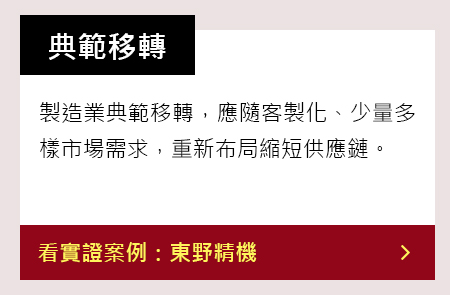 典範移轉
製造業典範移轉，應隨客製化、少量多
樣市場需求，重新布局縮短供應鏈。
看實證案例：東野精機